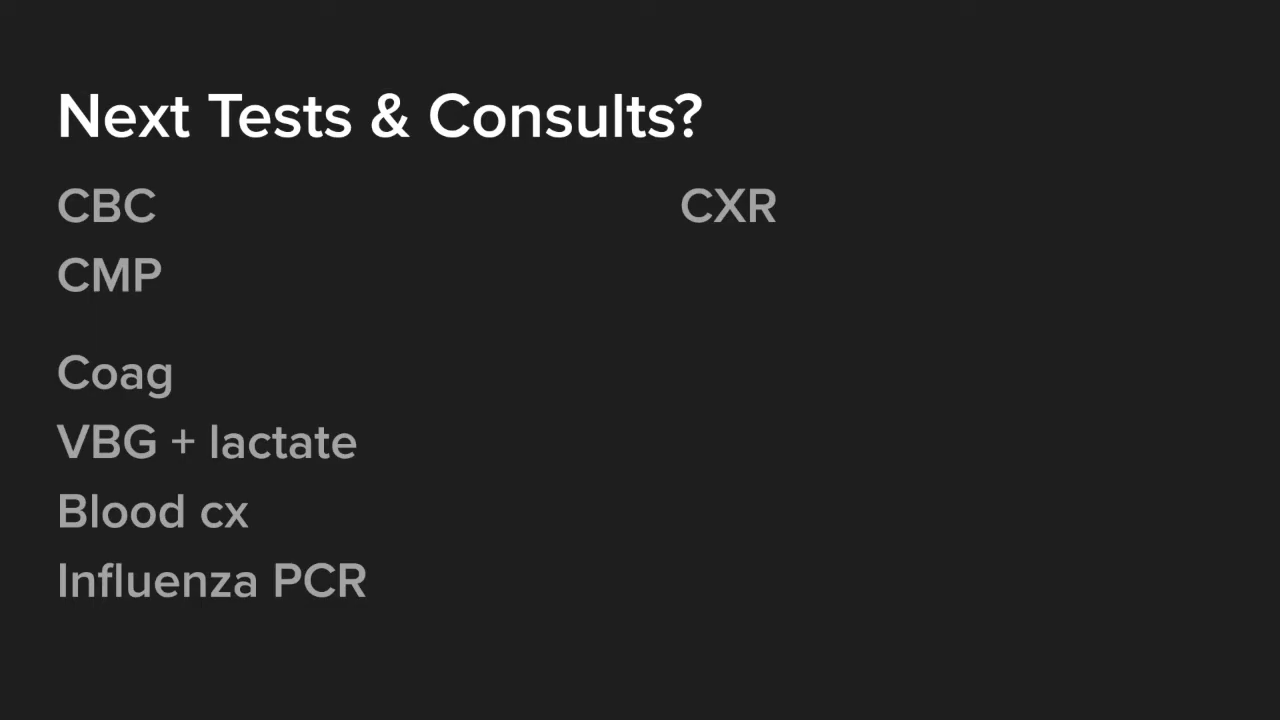 Next Tests & Consults?
CBC
CMP
Coag
VBG + lactate
Blood cx
Influenza PCR
CXR